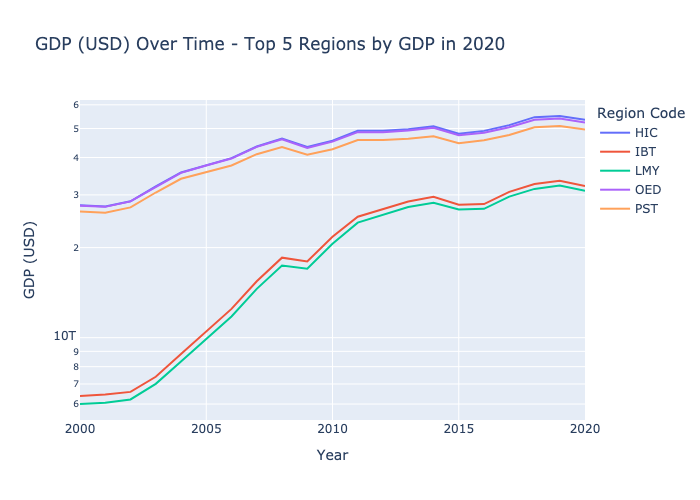 GDP (USD) Over Time - Top 5 Regions by GDP in 2020
Region Code
HIC
IBT
LMY
OED
PST
GDP (USD)
6
5
4
3
2
10T
9
8
7
6
2000
2005
2010
2015
2020
Year